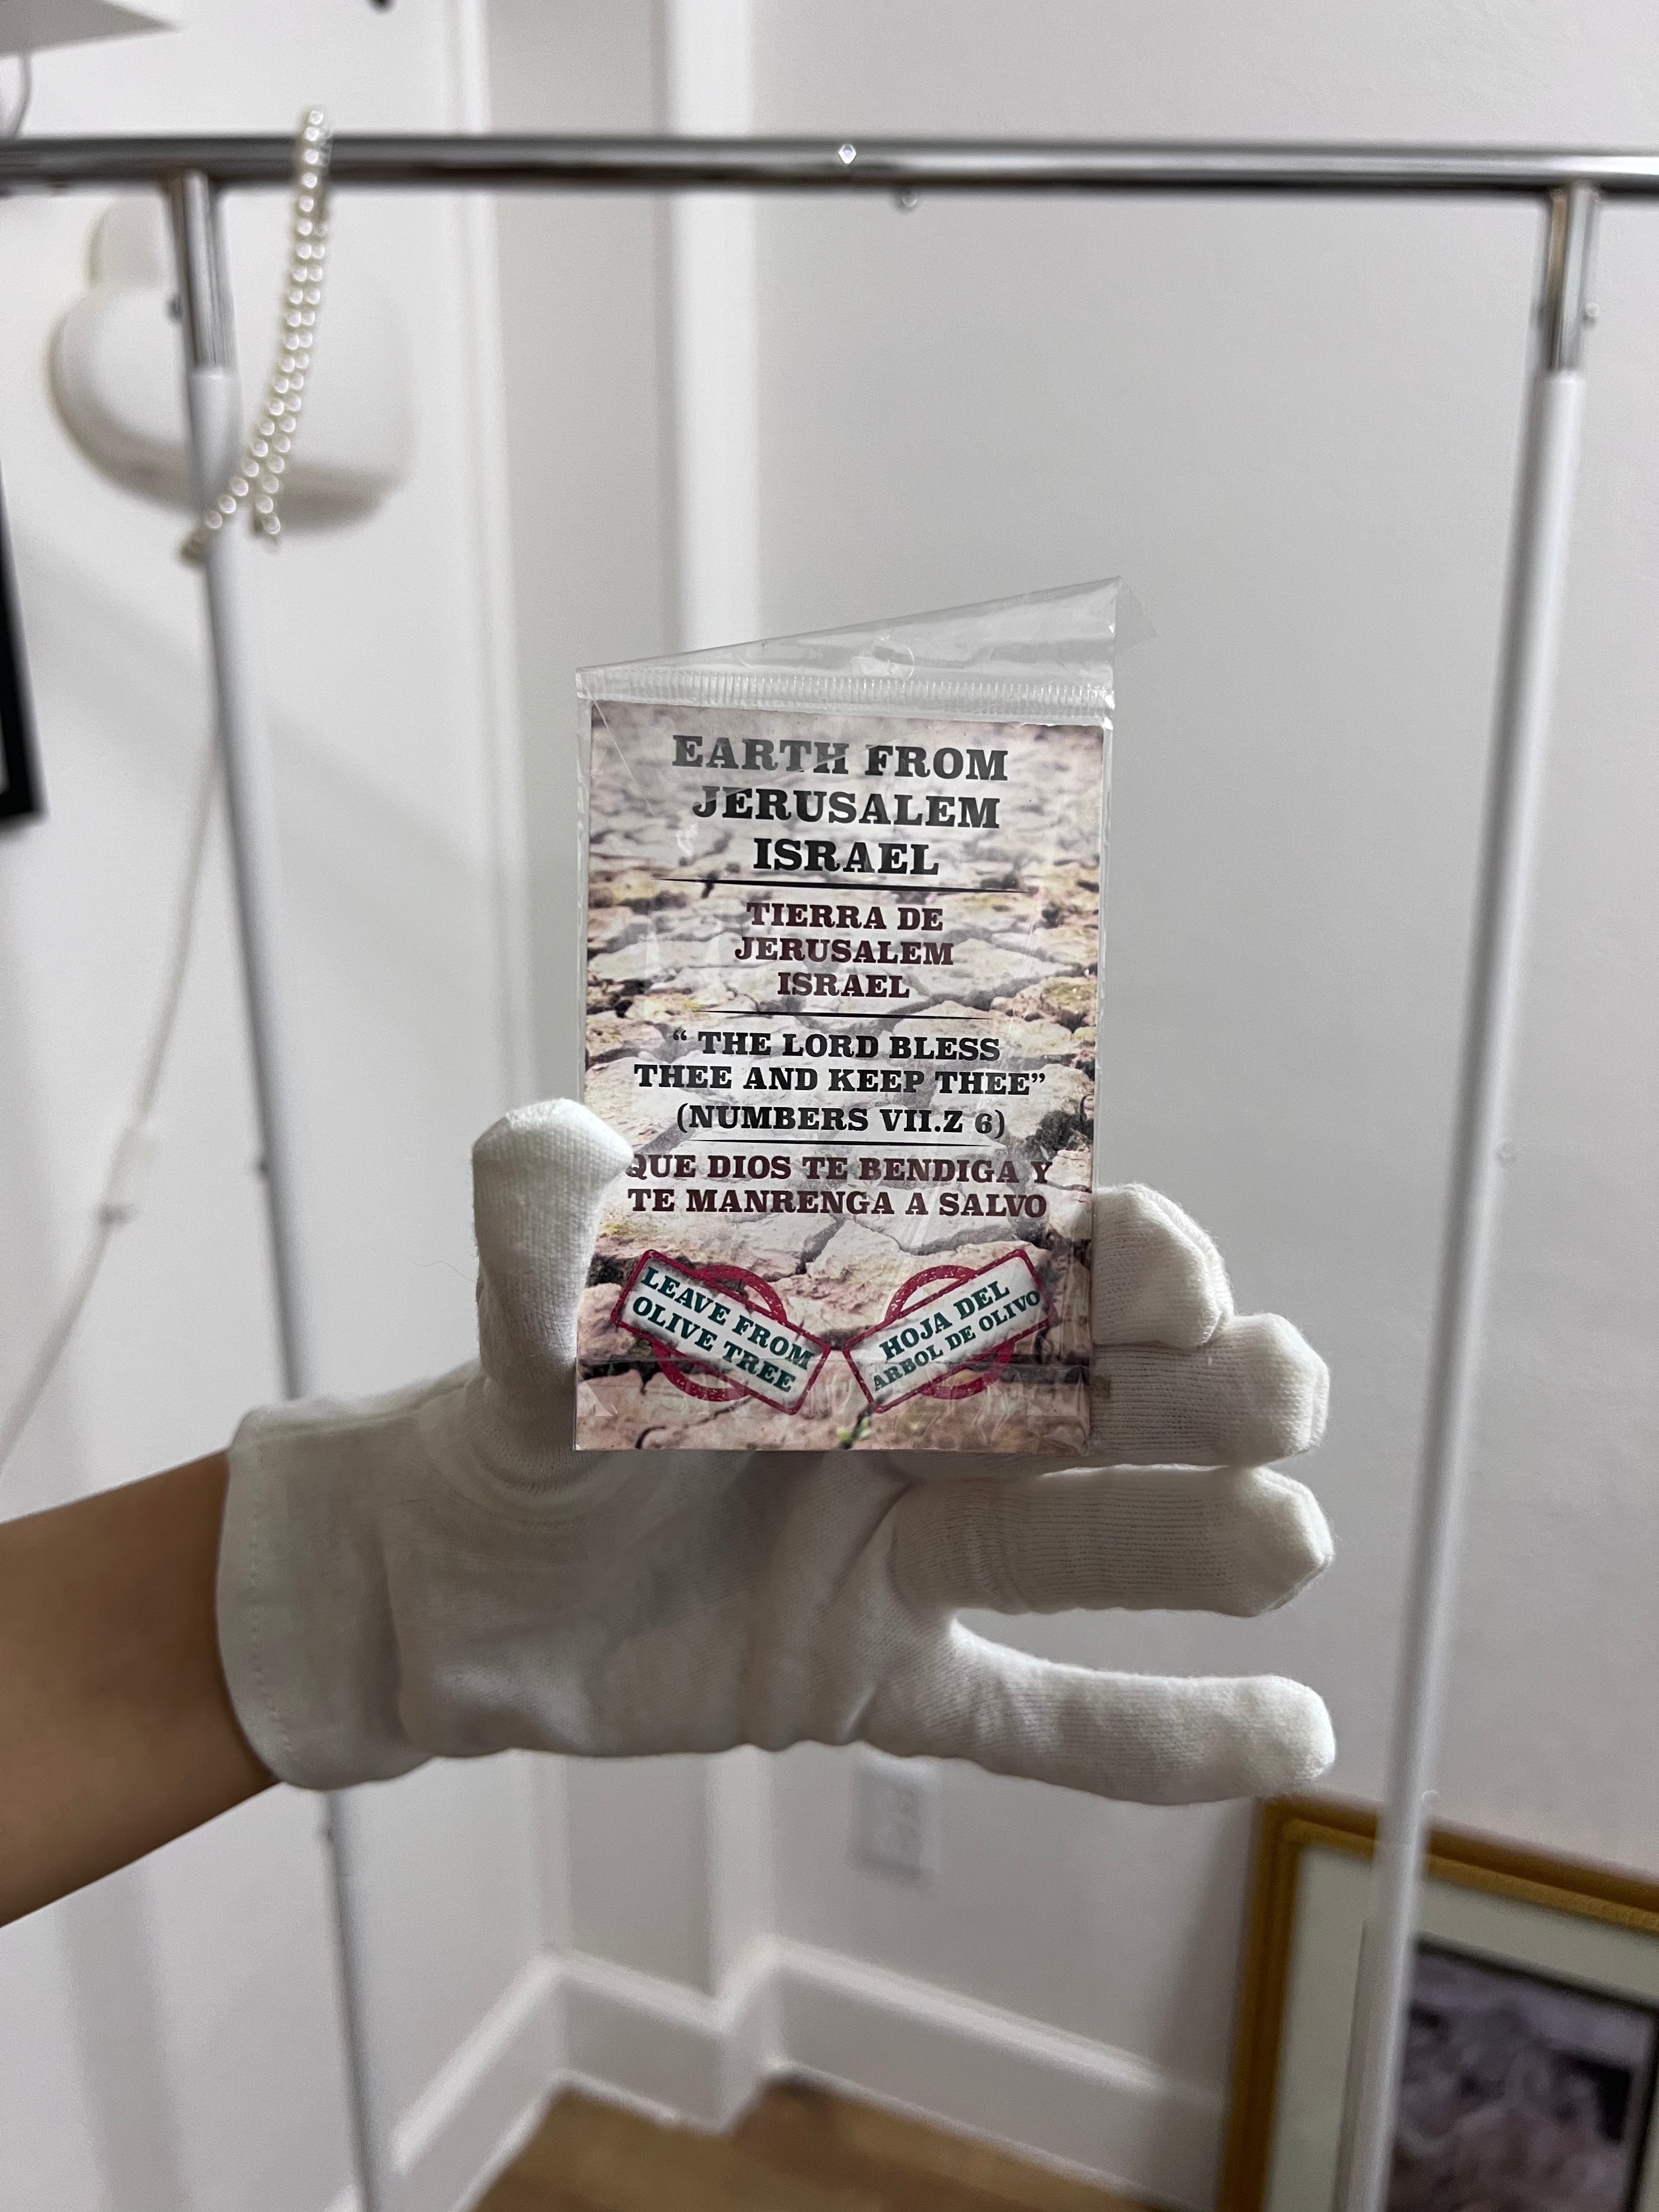 EARTH FROM
JERUSALEM
ISRAEL
TIERRA DE
JERUSALEM
ISRAEL
“ THE LORD BLESS
THEE AND KEEP THEE”
(NUMBERS VII.Z 6)
QUE DIOS TE BENDIGA Y
TE MANRENGA A SALVO
LEAVE FROM
OLIVE TREE
HOJA DEL
ARBOL DE OLIVO